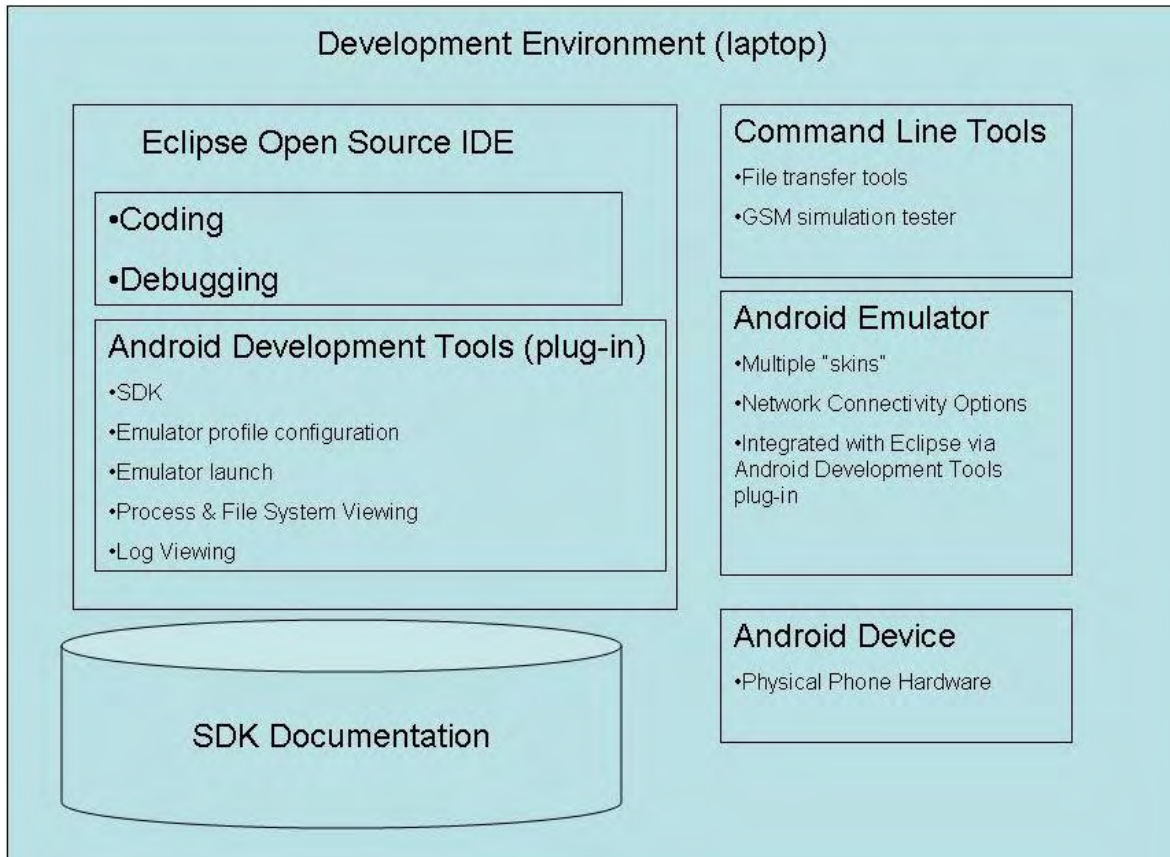 Development Environment (laptop)
Eclipse Open Source IDE
•Coding
•Debugging
Android Development Tools (plug-in)
•SDK
•Emulator profile configuration
•Emulator launch
•Process & File System Viewing
•Log Viewing
SDK Documentation
Command Line Tools
•File transfer tools
•GSM simulation tester
Android Emulator
•Multiple "skins"
•Network Connectivity Options
•Integrated with Eclipse via
Android Development Tools
plug-in
Android Device
•Physical Phone Hardware